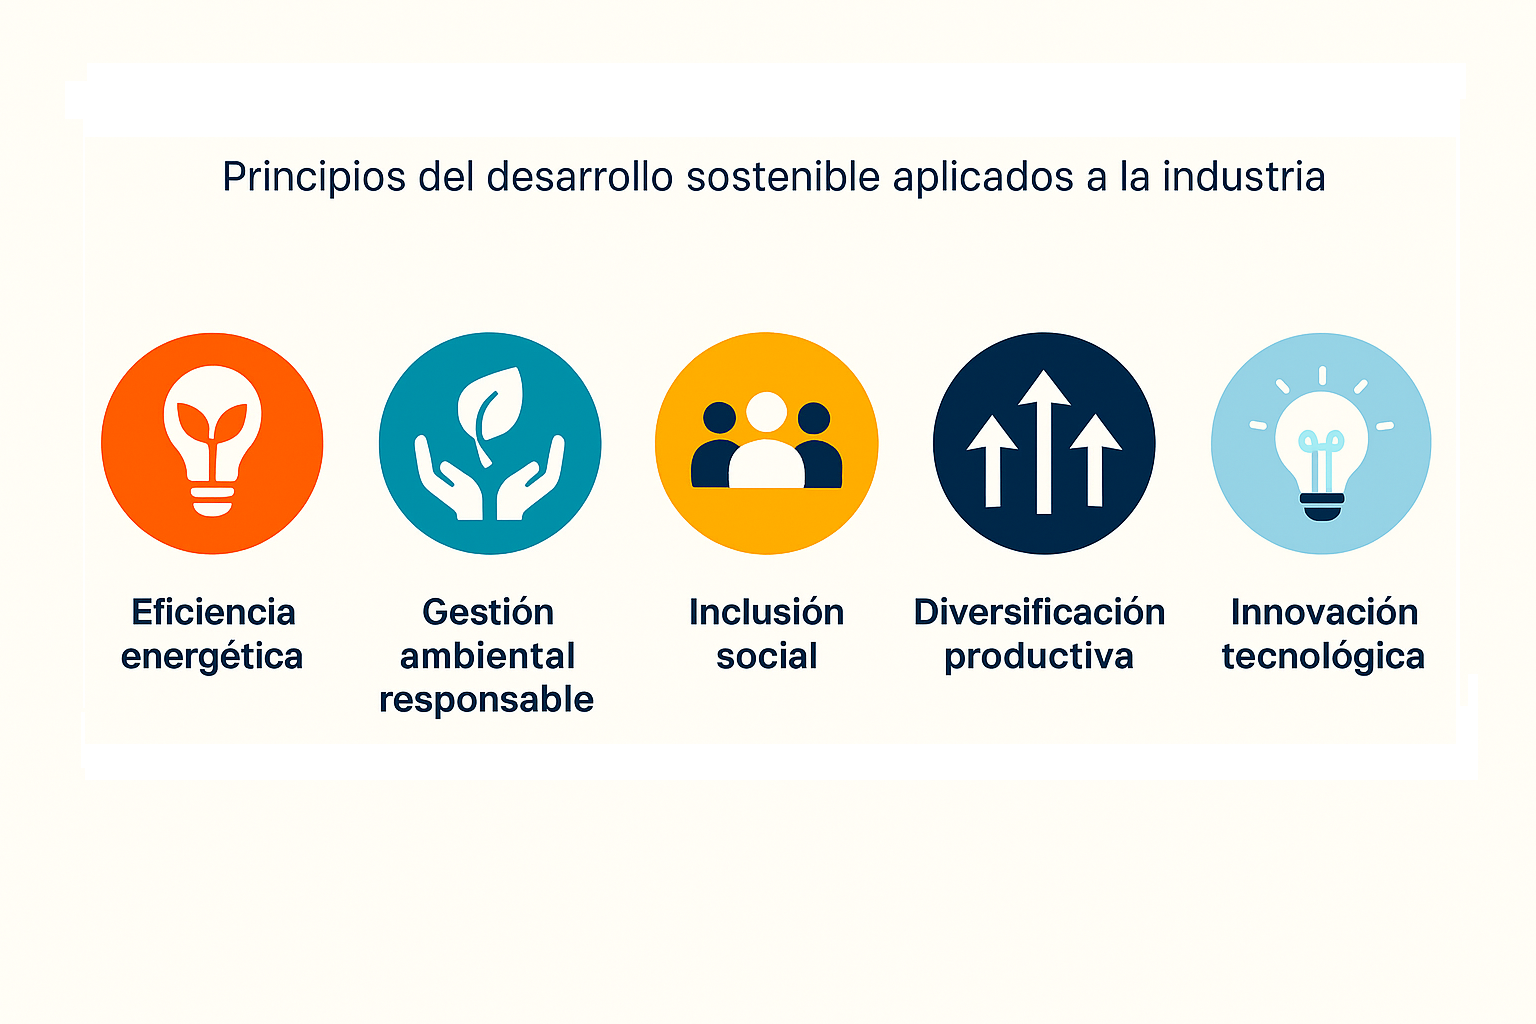 Principios del desarrollo sostenible aplicados a la industria
Eficiencia
energética
Gestión
ambiental
responsable
Inclusión
social
Diversificación
productiva
Innovación
tecnológica